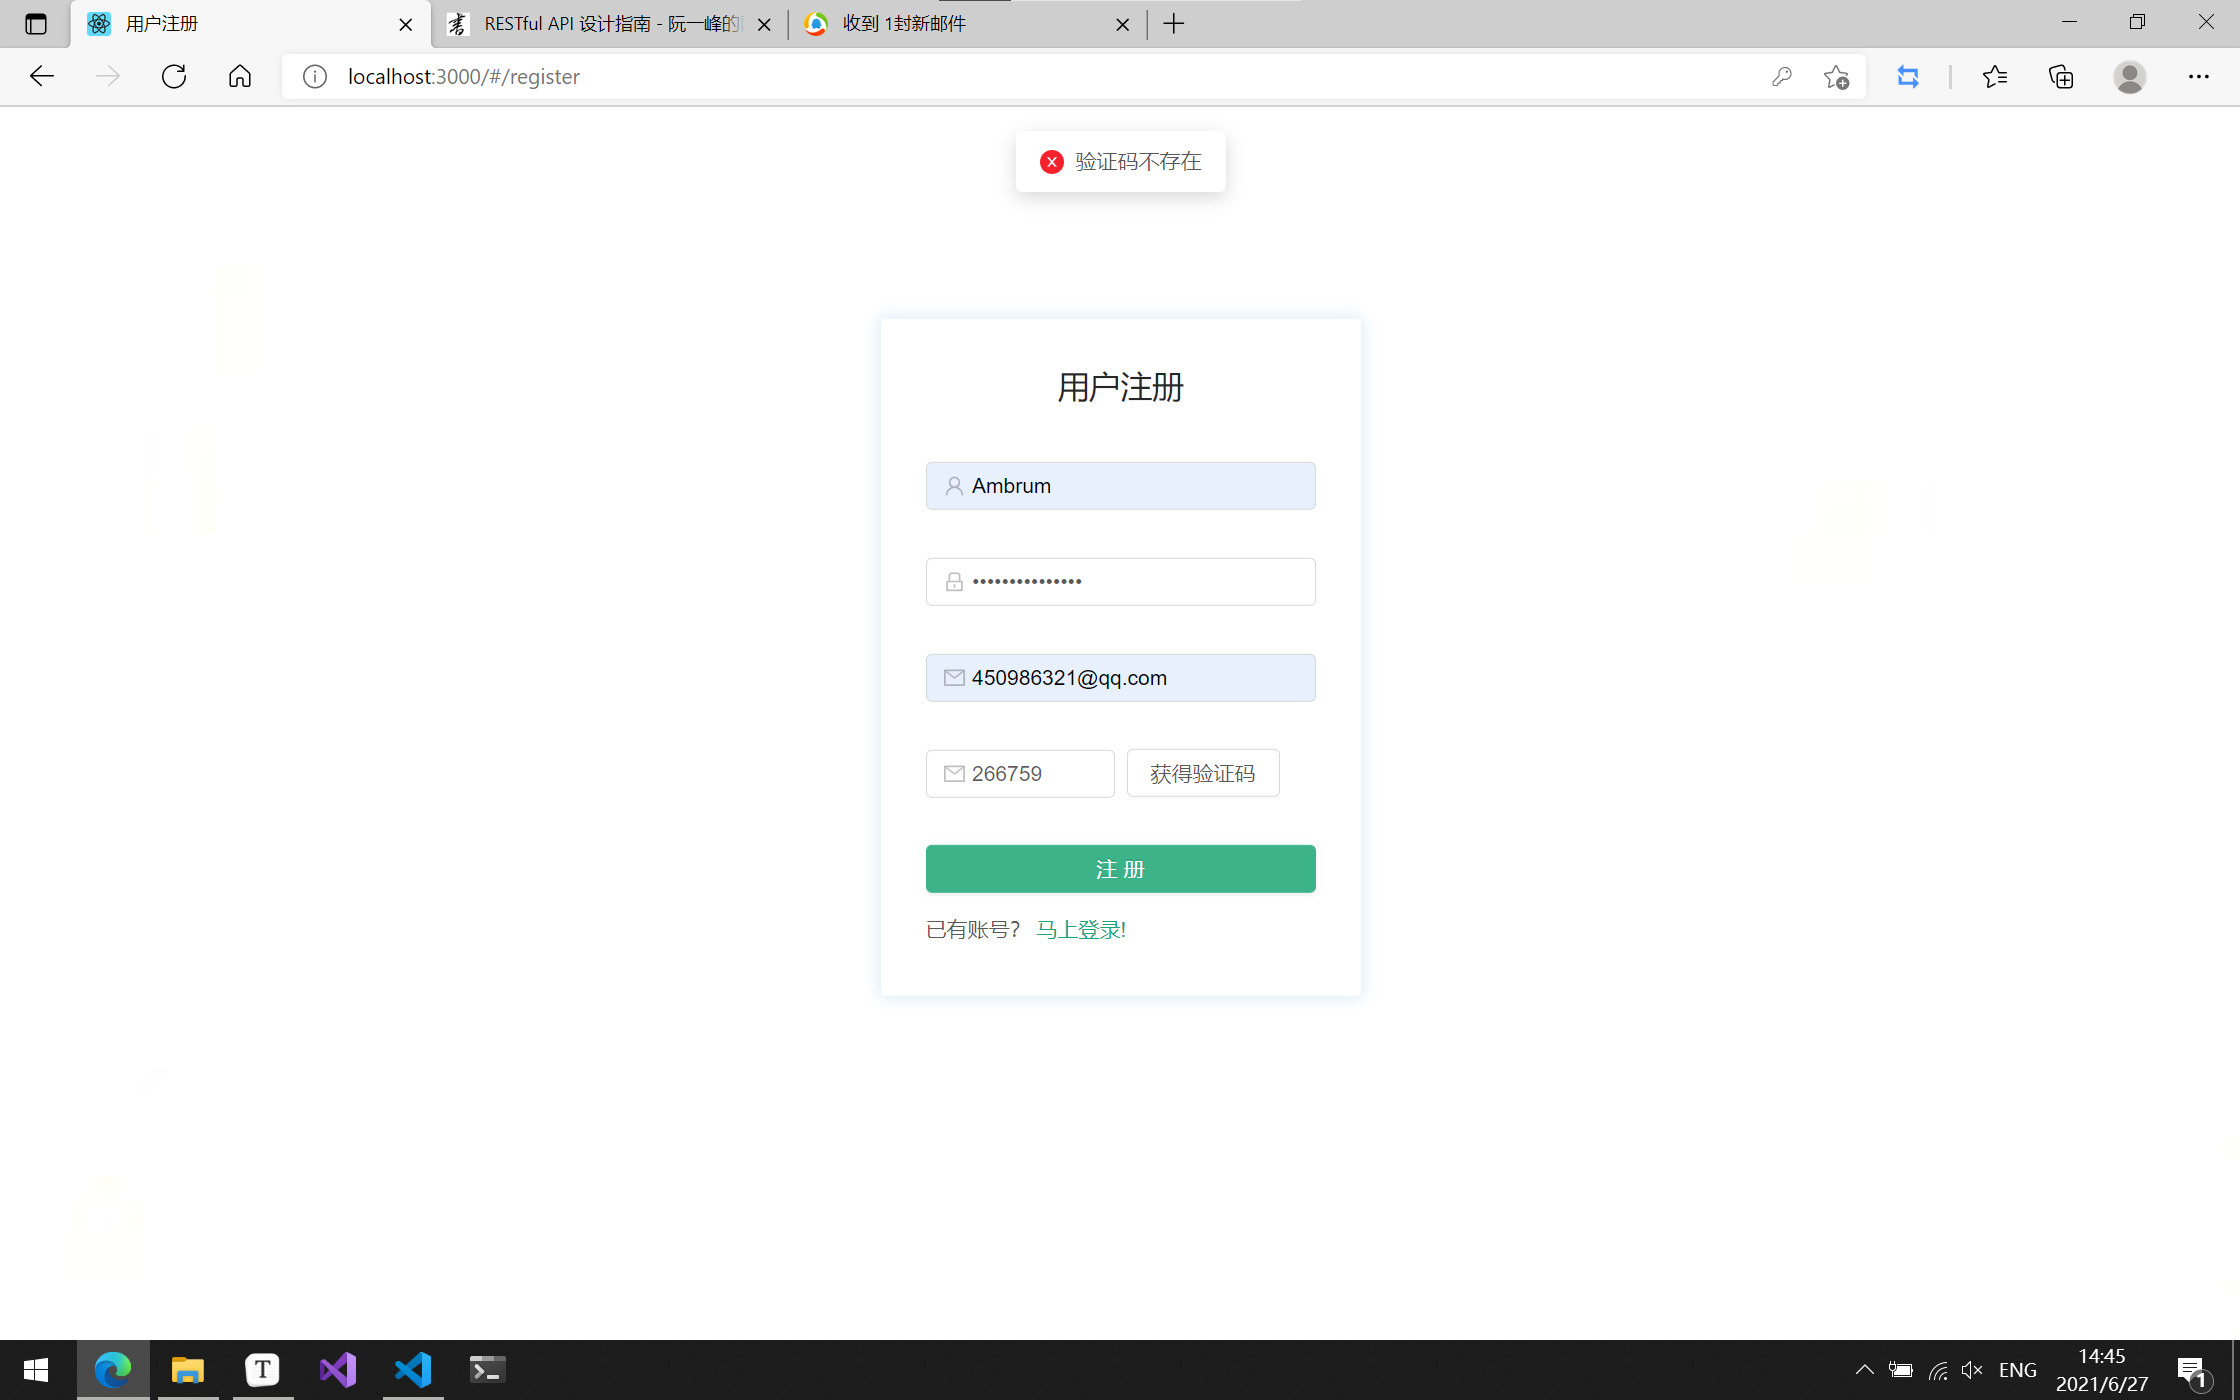 用户注册
RESTful API 设计指南 - 阮一峰的
收到 1封新邮件
localhost:3000/#/register
验证码不存在
用户注册
Ambrum
•••••••••••••••
450986321@qq.com
266759
获得验证码
注 册
已有账号? 马上登录!
T
ENG
14:45
2021/6/27
1